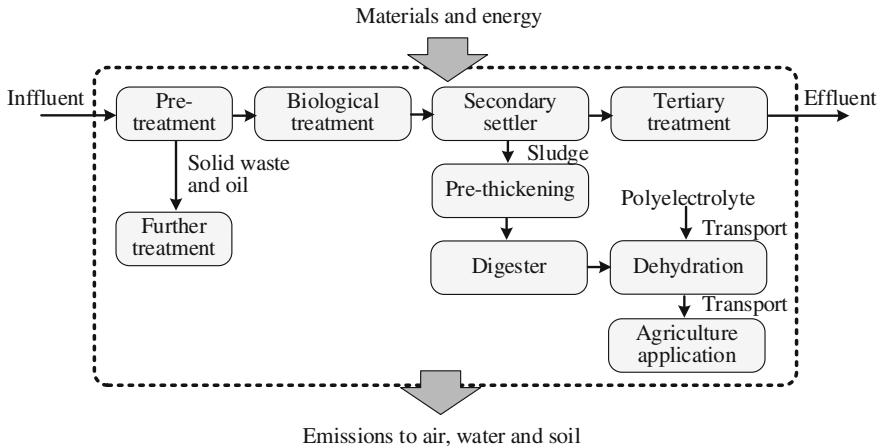 Materials and energy
Inffluent
Pre-
treatment
Biological
treatment
Secondary
settler
Tertiary
treatment
Effluent
Solid waste
and oil
Sludge
Further
treatment
Pre-thickening
Polyelectrolyte
Transport
Digester
Dehydration
Transport
Agriculture
application
Emissions to air, water and soil